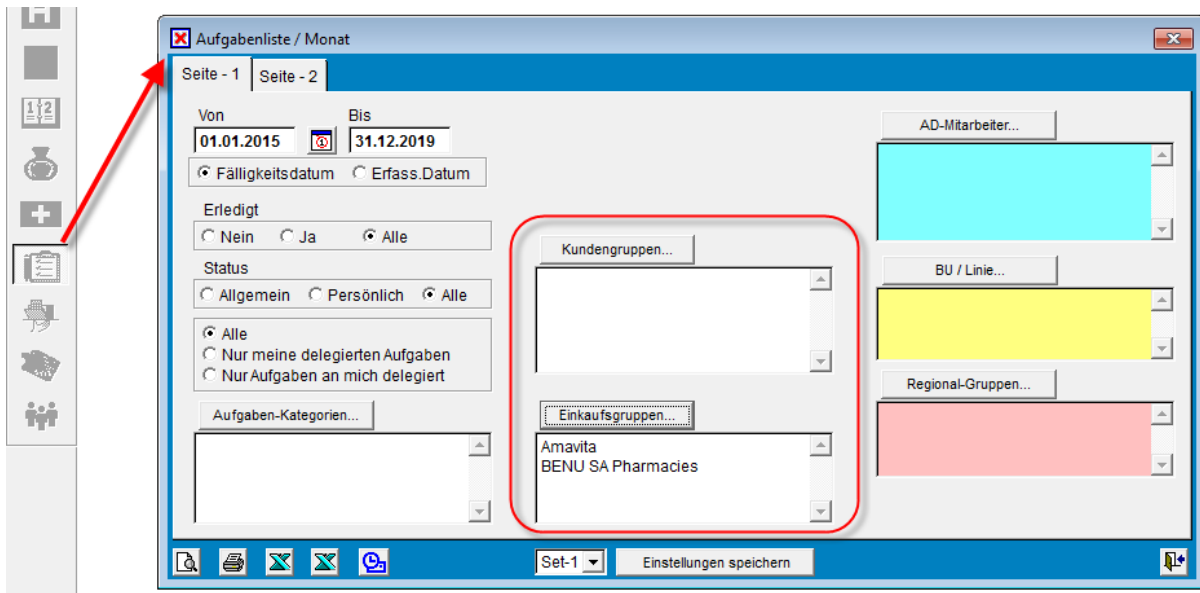 Aufgabenliste / Monat
Seite - 1
Seite - 2
Von
Bis
01.01.2015
31.12.2019
Fälligkeitsdatum
Erfass.Datum
Erledigt
Nein
Ja
Alle
Status
Allgemein
Persönlich
Alle
Alle
Nur meine delegierten Aufgaben
Nur Aufgaben an mich delegiert
Aufgaben-Kategorien...
Kundengruppen...
Einkaufsgruppen...
Amavita
BENU SA Pharmacies
AD-Mitarbeiter...
BU / Linie...
Regional-Gruppen...
Set-1
Einstellungen speichern